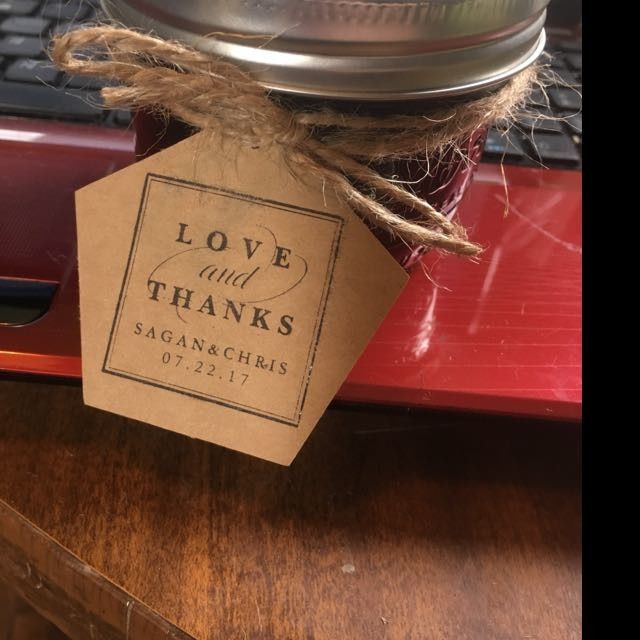 LOVE
and
THANKS
SAGAN&CHRIS
07.22.17